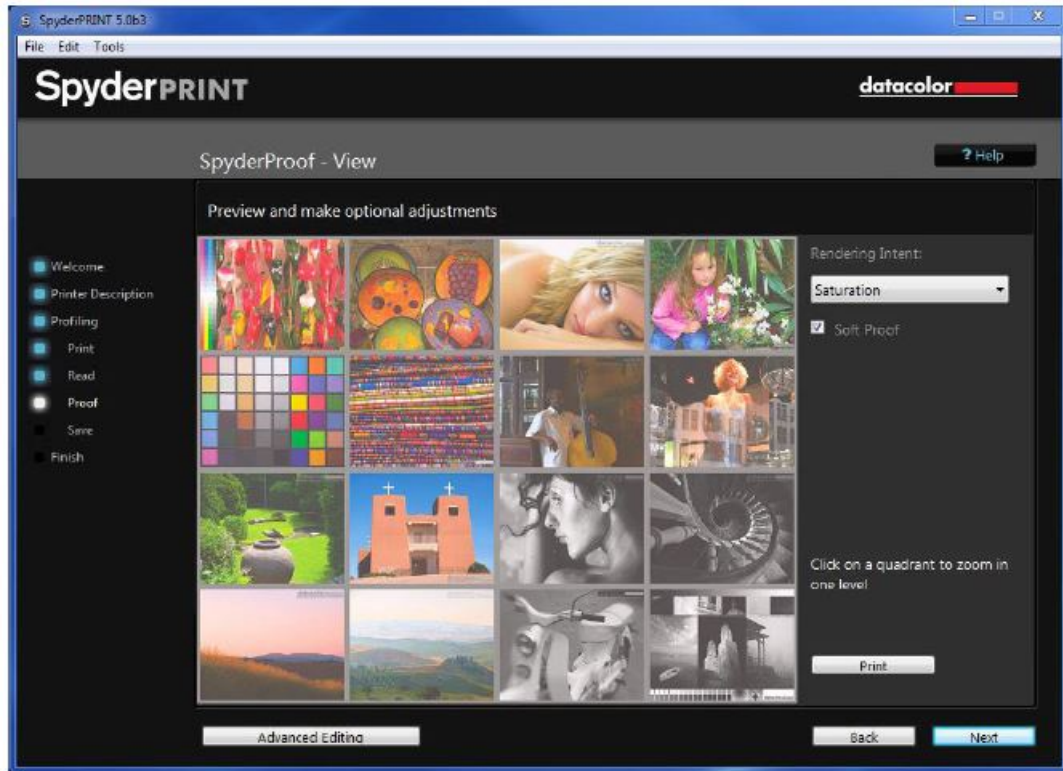 SpyderPRINT 5.0b3
File Edit Tools
SpyderPRINT
datacolor
SpyderProof - View
? Help
Preview and make optional adjustments
Welcome
Printer Description
Profiling
Print
Read
Proof
Save
Finish
Rendering Intent:
Saturation
Soft Proof
Click on a quadrant to zoom in
one level
Print
Advanced Editing
Back
Next